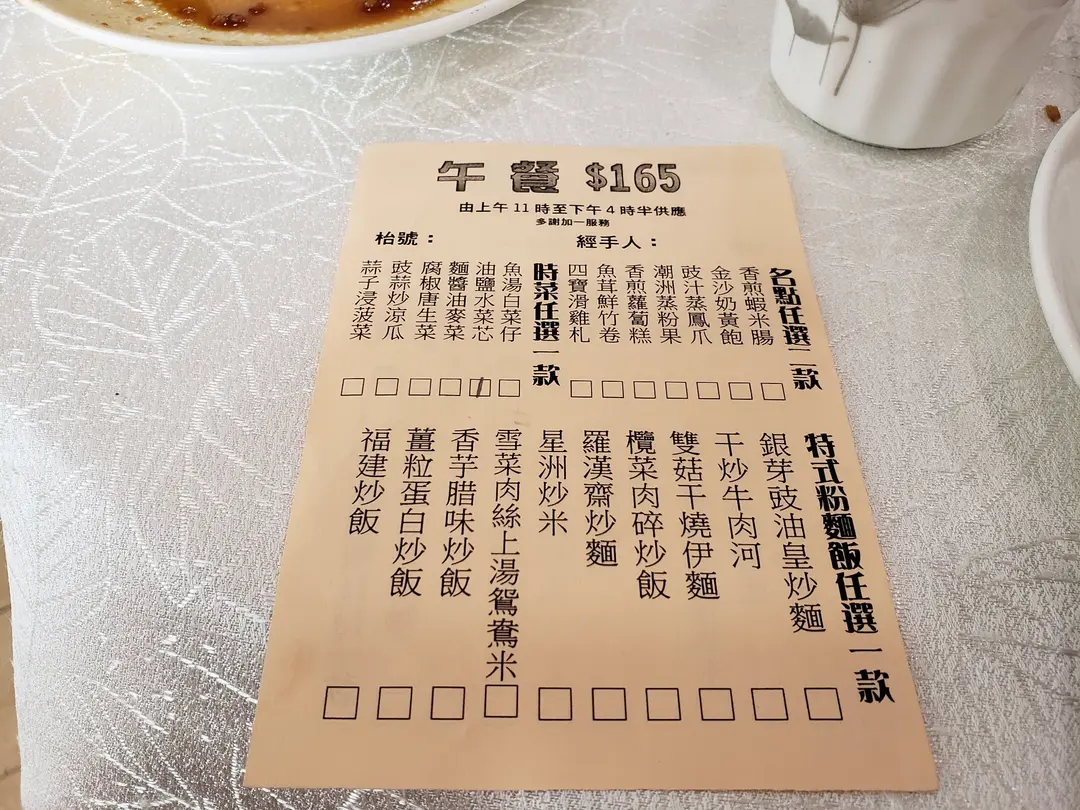 午餐 $165
由上午 11 時至下午 4 時半供應
多謝加一服務
枱號：
經手人：
名點任選二款
香煎蝦米腸
金沙奶黃飽
豉汁蒸鳳爪
潮洲蒸粉果
香煎蘿蔔糕
魚茸鮮竹卷
四寶滑雞札
時菜任選一款
魚湯白菜仔
油鹽水菜芯
麵醬油麥菜
腐椒唐生菜
豉蒜炒涼瓜
蒜子浸菠菜
特式粉麵飯任選一款
銀芽豉油皇炒麵
干炒牛肉河
雙菇干燒伊麵
欖菜肉碎炒飯
羅漢齋炒麵
星洲炒米
雪菜肉絲上湯鴛鴦米
香芋腊味炒飯
薑粒蛋白炒飯
福建炒飯